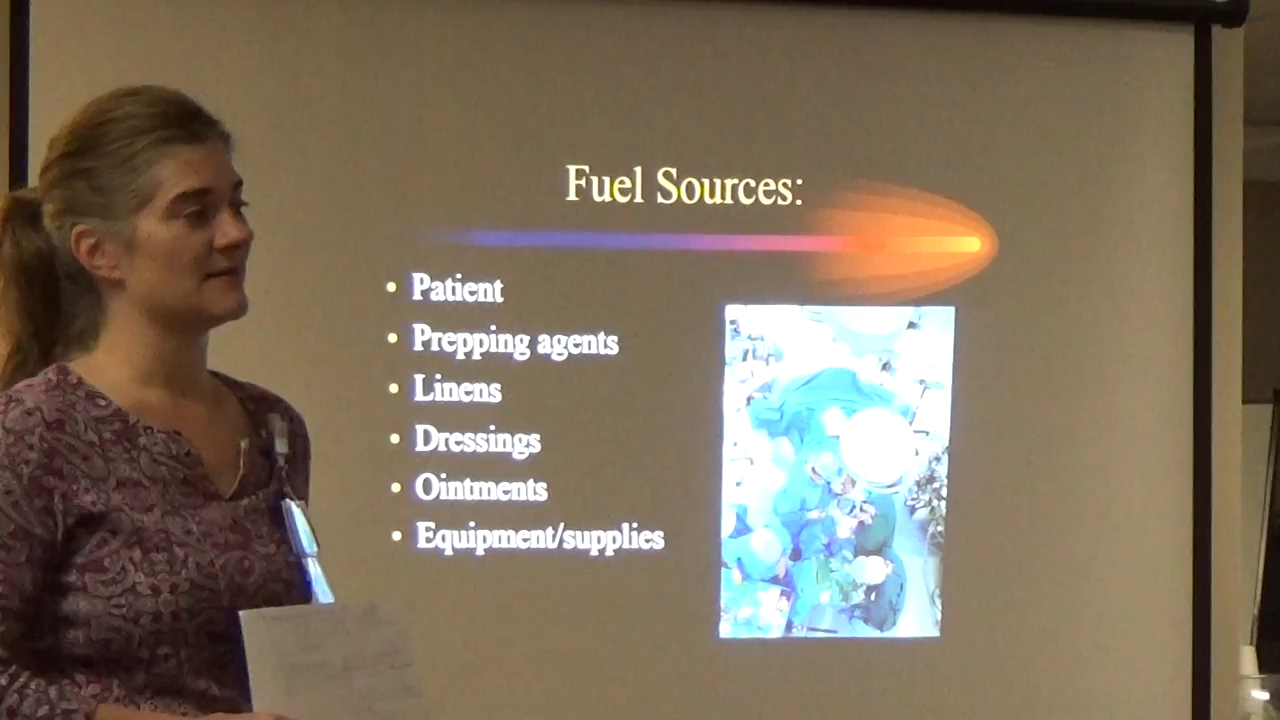 Fuel Sources:
• Patient
• Prepping agents
• Linens
• Dressings
• Ointments
• Equipment/supplies